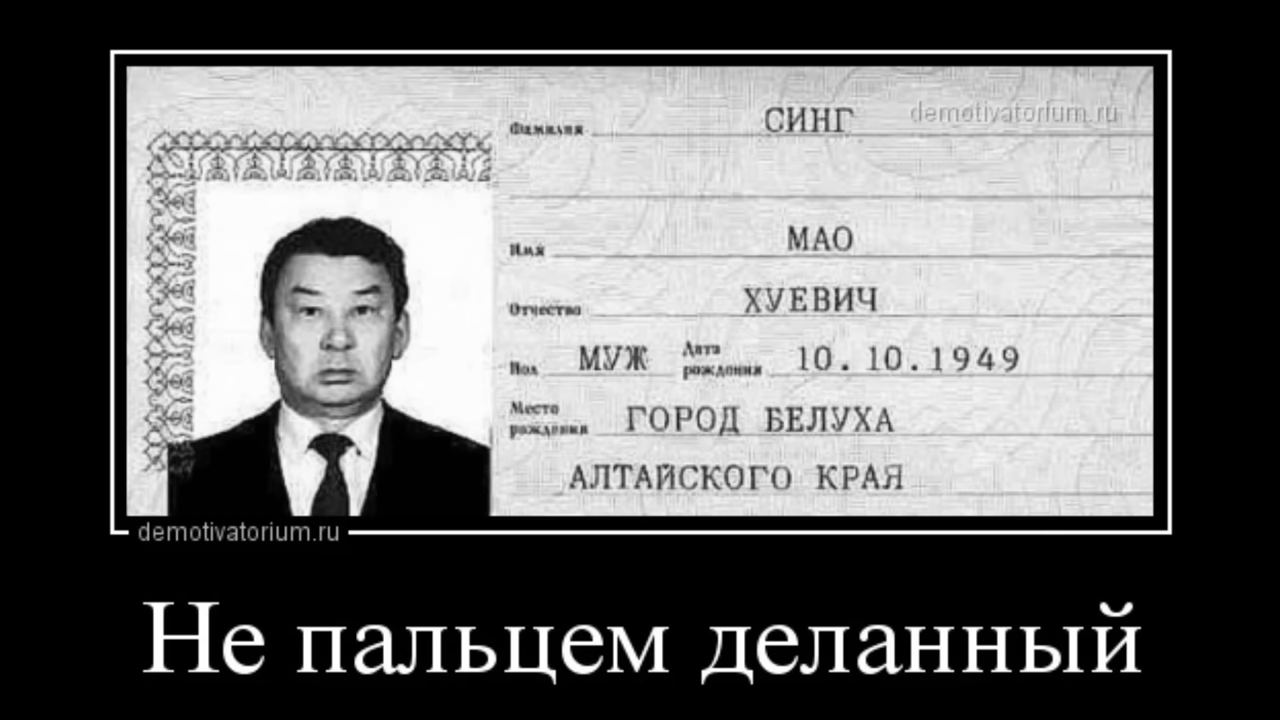 demotivatorium.ru
Фамилия СИНГ
Имя МАО
Отчество ХУЕВИЧ
Пол МУЖ Дата рождения 10.10.1949
Место рождения ГОРОД БЕЛУХА
АЛТАЙСКОГО КРАЯ
demotivatorium.ru
Не пальцем деланный